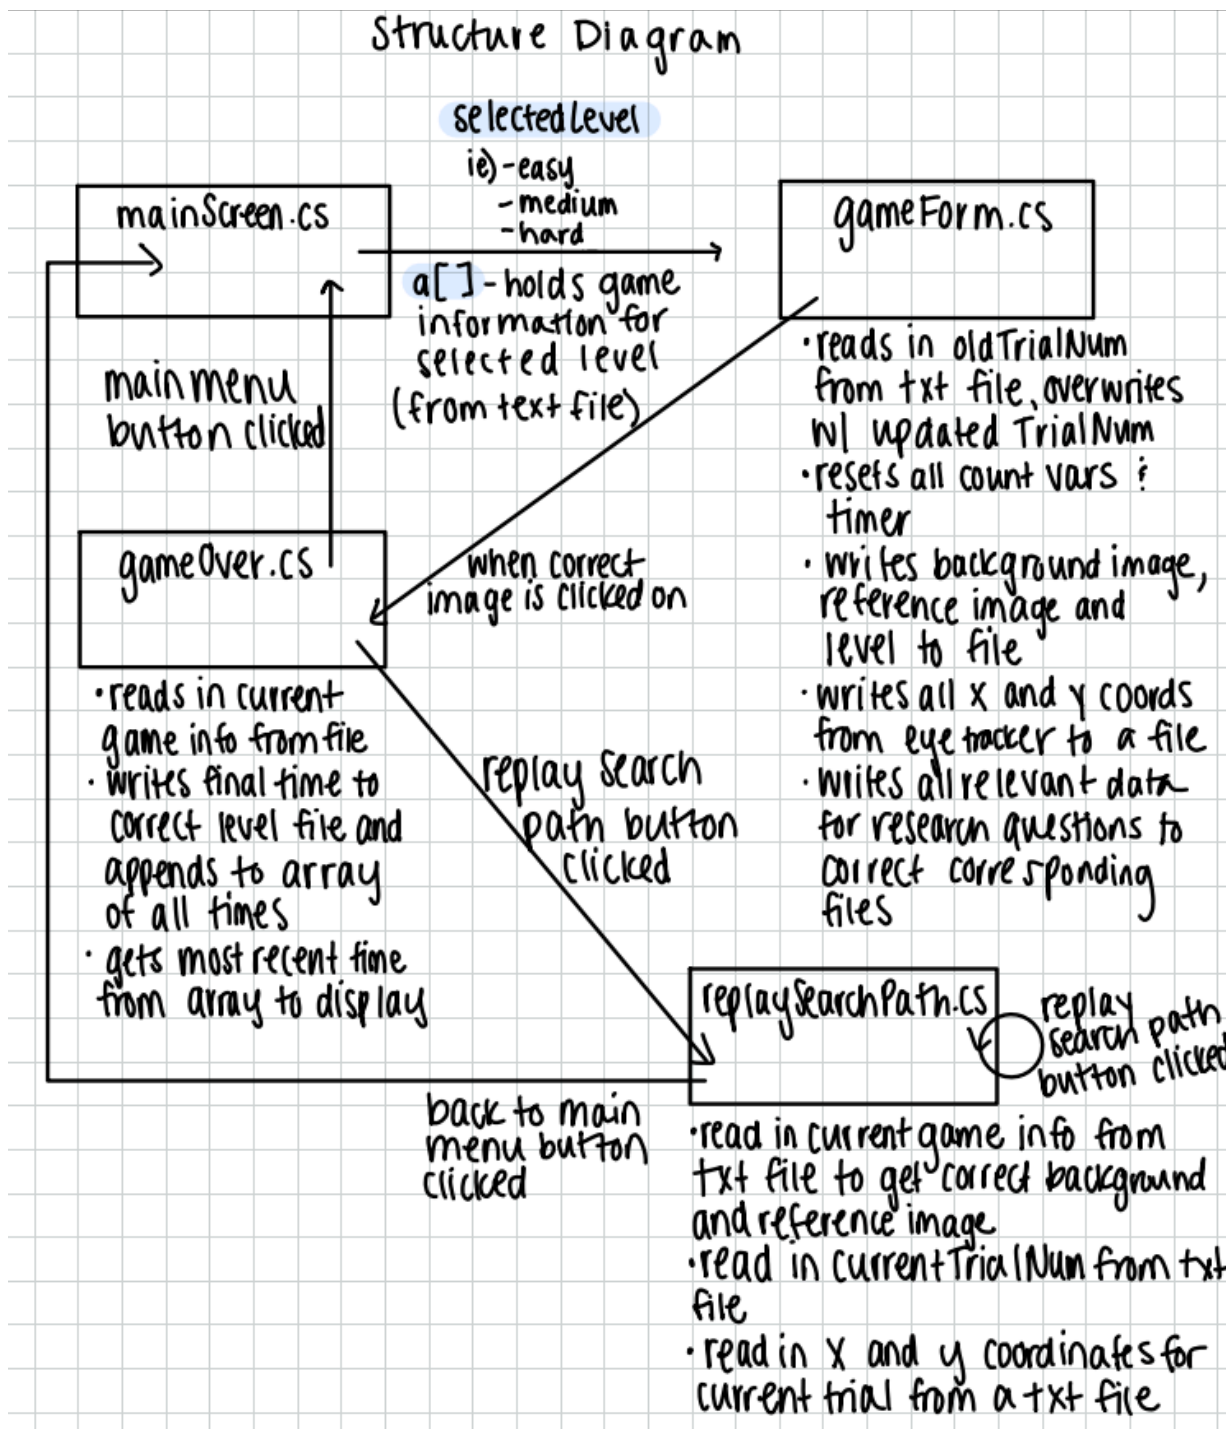 Structure Diagram
selectedLevel
ie) - easy
- medium
- hard
mainScreen.cs
gameForm.cs
a[ ] - holds game
information for
selected level
(from text file)
main menu
button clicked
• reads in oldTrialNum
from txt file, overwrites
w/ updated TrialNum
• resets all count vars &
timer
• writes background image,
reference image and
level to file
• writes all x and y coords
from eye tracker to a file
• writes all relevant data
for research questions to
correct corresponding
files
gameOver.cs
when correct
image is clicked on
• reads in current
game info from file
• writes final time to
correct level file and
appends to array
of all times
• gets most recent time
from array to display
replay search
path button
clicked
replaySearchPath.cs
replay
search path
button clicked
back to main
menu button
clicked
• read in current game info from
txt file to get correct background
and reference image
• read in currentTrialNum from txt
file
• read in x and y coordinates for
current trial from a txt file